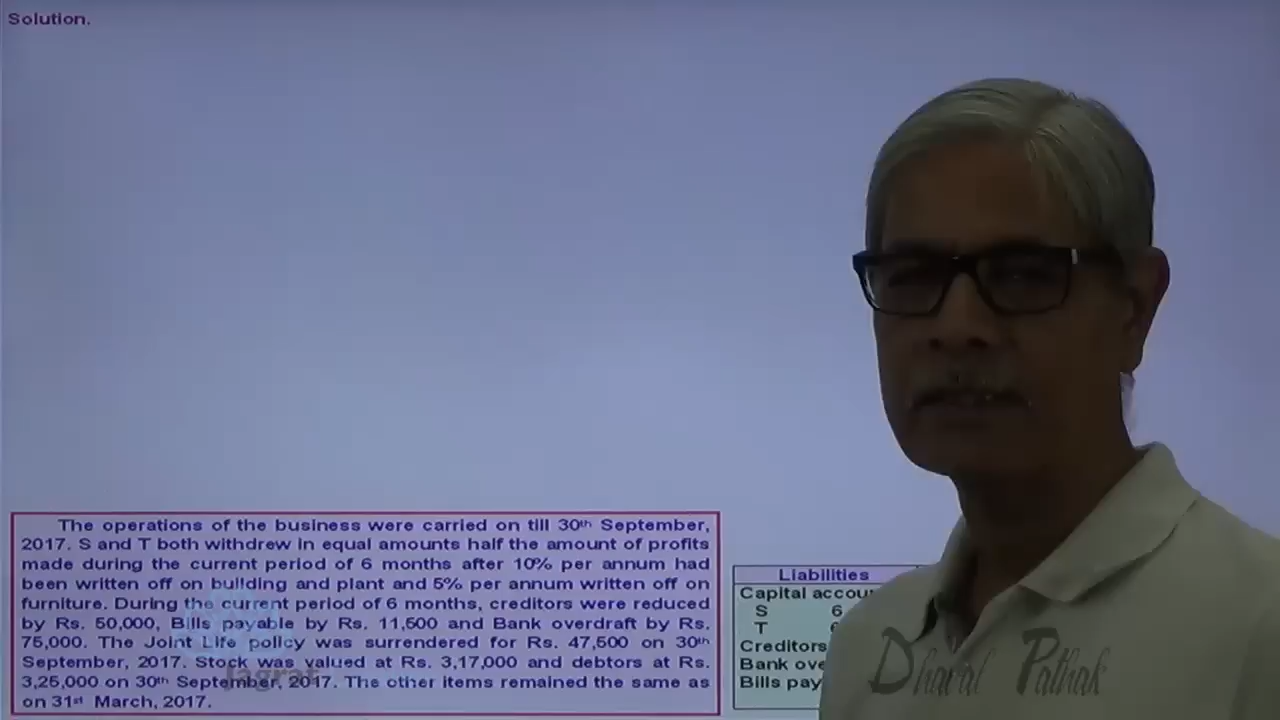 Solution.
The operations of the business were carried on till 30th September,
2017. S and T both withdrew in equal amounts half the amount of profits
made during the current period of 6 months after 10% per annum had
been written off on building and plant and 5% per annum written off on
furniture. During the current period of 6 months, creditors were reduced
by Rs. 50,000, Bills payable by Rs. 11,500 and Bank overdraft by Rs.
75,000. The Joint Life policy was surrendered for Rs. 47,500 on 30th
September, 2017. Stock was valued at Rs. 3,17,000 and debtors at Rs.
3,25,000 on 30th September, 2017. The other items remained the same as
on 31st March, 2017.
Liabilities
Capital accou
S 6
T
Creditors
Bank ove
Bills pay
Jagrat
Dhaval Pathak